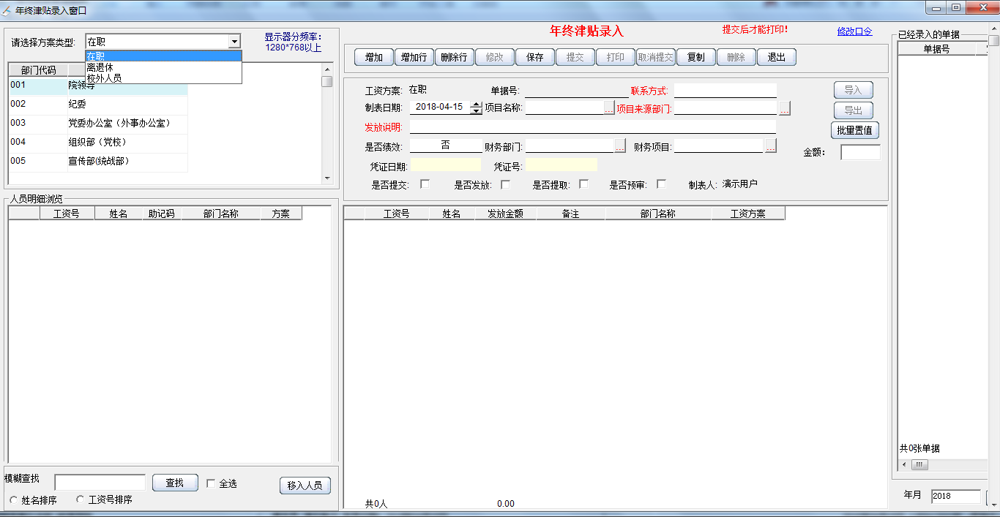 年终津贴录入窗口
请选择方案类型:
在职
在职
离退休
校外人员
显示器分频率:
1280*768以上
部门代码
001 院领导
002 纪委
003 党委办公室（外事办公室）
004 组织部（党校）
005 宣传部(统战部）
人员明细浏览
工资号 姓名 助记码 部门名称 方案
模糊查找
查找
全选
移入人员
姓名排序
工资号排序
年终津贴录入
提交后才能打印!
修改口令
增加 增加行 删除行 修改 保存 提交 打印 取消提交 复制 删除 退出
工资方案: 在职 单据号: 联系方式:
制表日期: 2018-04-15 项目名称: ... 项目来源部门: ...
发放说明:
是否绩效: 否 财务部门: ... 财务项目: ...
凭证日期: 凭证号:
是否提交: 是否发放: 是否提取: 是否预审: 制表人: 演示用户
导入
导出
批里置值
金额:
工资号 姓名 发放金额 备注 部门名称 工资方案
共0人 0.00
已经录入的单据
单据号
共0张单据
年月 2018